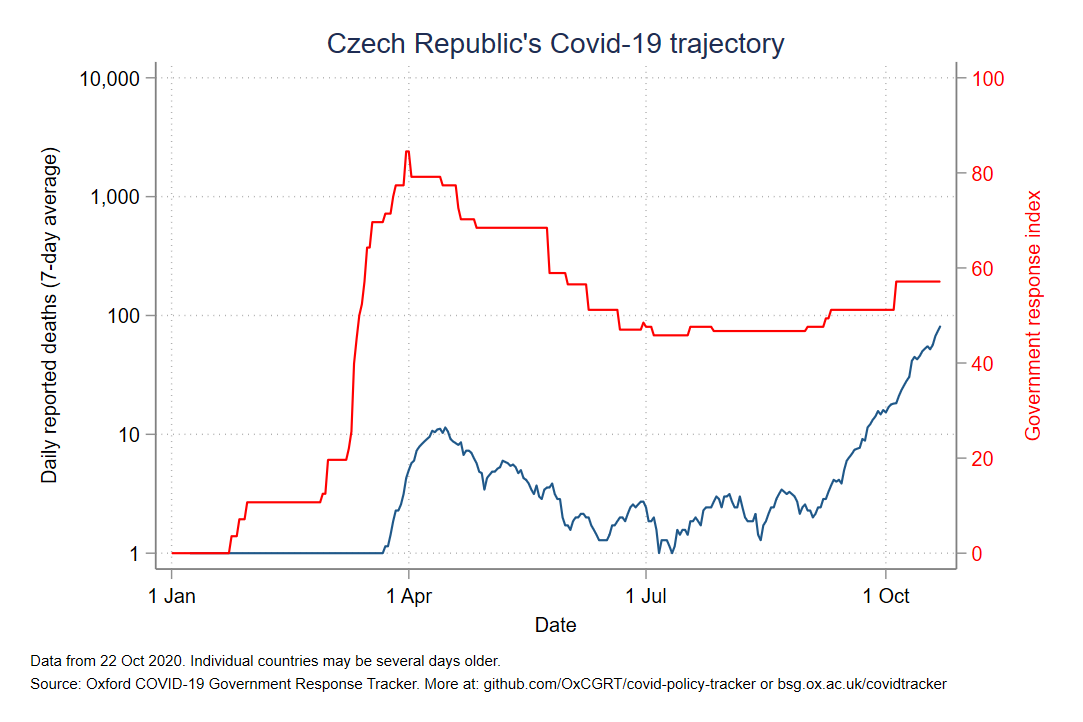 Czech Republic's Covid-19 trajectory
10,000
1,000
100
10
1
Daily reported deaths (7-day average)
100
80
60
40
20
0
Government response index
1 Jan
1 Apr
1 Jul
1 Oct
Date
Data from 22 Oct 2020. Individual countries may be several days older.
Source: Oxford COVID-19 Government Response Tracker. More at: github.com/OxCGRT/covid-policy-tracker or bsg.ox.ac.uk/covidtracker